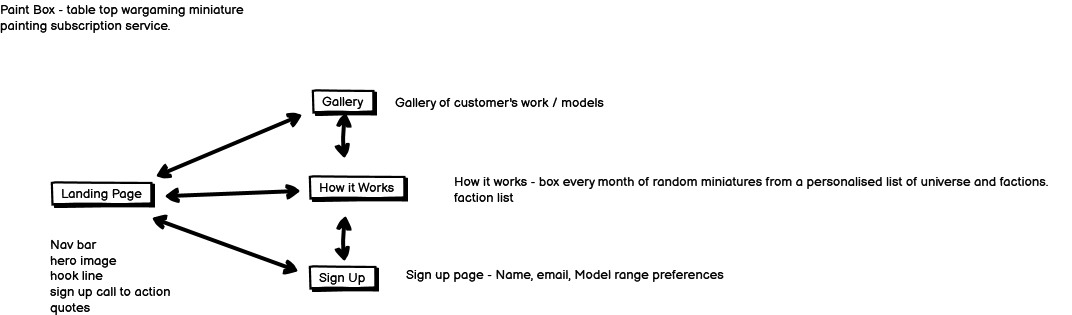 Paint Box - table top wargaming miniature
painting subscription service.
Gallery
Gallery of customer's work / models
Landing Page
How it Works
How it works - box every month of random miniatures from a personalised list of universe and factions.
faction list
Nav bar
hero image
hook line
sign up call to action
quotes
Sign Up
Sign up page - Name, email, Model range preferences